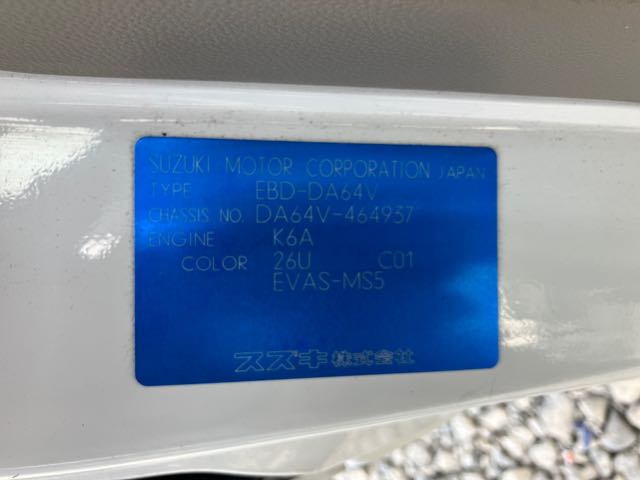 SUZUKI MOTOR CORPORATION JAPAN
TYPE EBD-DA64V
CHASSIS NO. DA64V-464937
ENGINE K6A
COLOR 26U C01
EVAS-MS5
スズキ株式会社